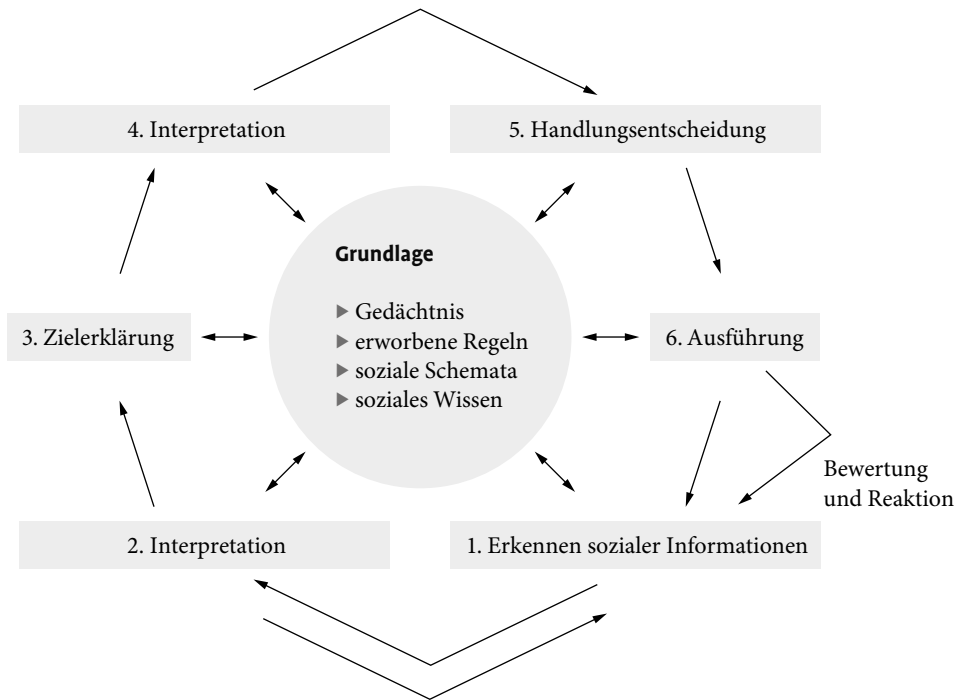 4. Interpretation
5. Handlungsentscheidung
Grundlage
▶ Gedächtnis
▶ erworbene Regeln
▶ soziale Schemata
▶ soziales Wissen
3. Zielerklärung
6. Ausführung
Bewertung
und Reaktion
2. Interpretation
1. Erkennen sozialer Informationen